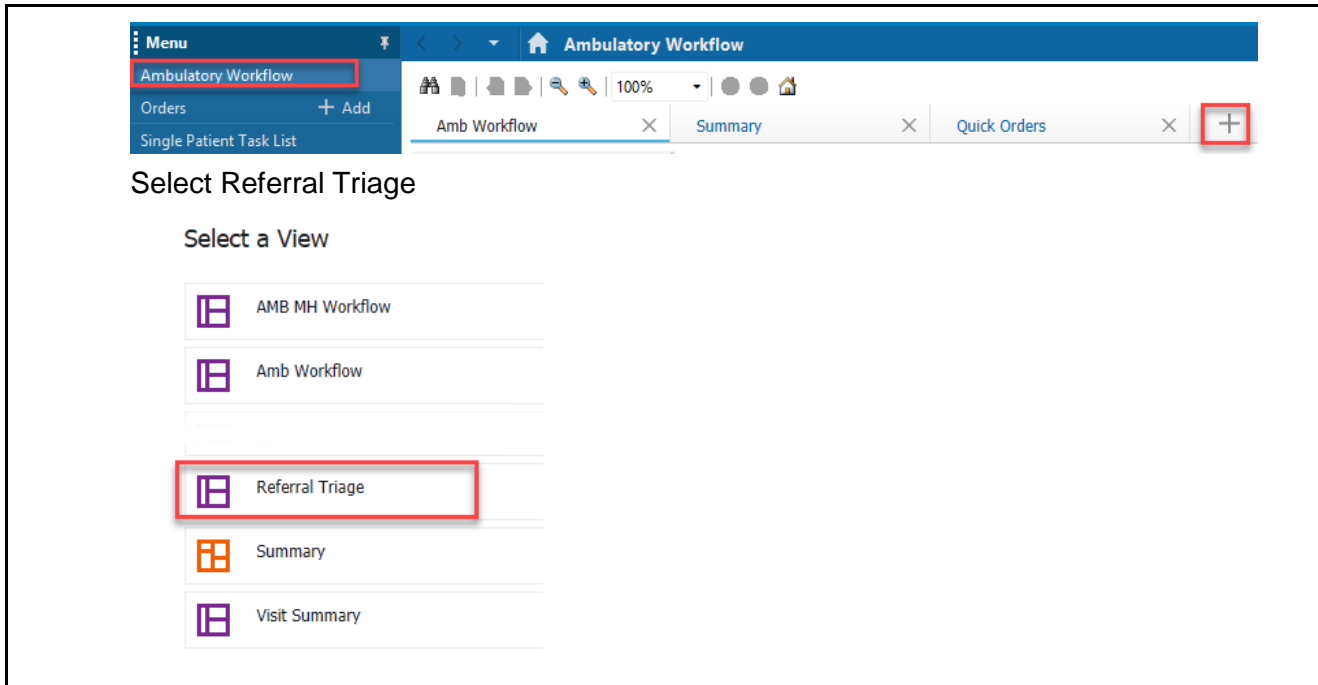 Menu
Ambulatory Workflow
Ambulatory Workflow
Orders + Add
100%
Single Patient Task List
Amb Workflow Summary Quick Orders
Select Referral Triage
Select a View
AMB MH Workflow
Amb Workflow
Referral Triage
Summary
Visit Summary